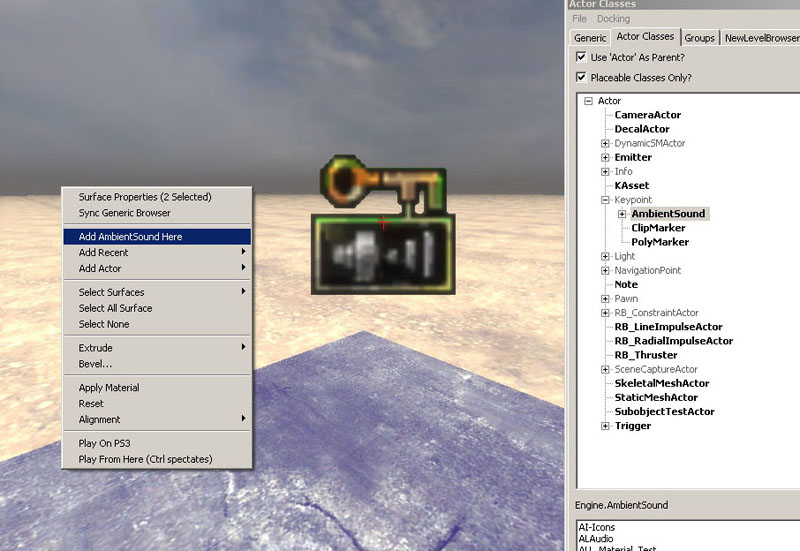 Actor Classes
File Docking
Generic Actor Classes Groups NewLevelBrowser
Use 'Actor' As Parent?
Placeable Classes Only?
Actor
CameraActor
DecalActor
DynamicSMActor
Emitter
Info
KAsset
Keypoint
AmbientSound
ClipMarker
PolyMarker
Light
NavigationPoint
Note
Pawn
RB_ConstraintActor
RB_LineImpulseActor
RB_RadialImpulseActor
RB_Thruster
SceneCaptureActor
SkeletalMeshActor
StaticMeshActor
SubobjectTestActor
Trigger
Engine.AmbientSound
AI-Icons
ALAudio
Surface Properties (2 Selected)
Sync Generic Browser
Add AmbientSound Here
Add Recent
Add Actor
Select Surfaces
Select All Surface
Select None
Extrude
Bevel...
Apply Material
Reset
Alignment
Play On PS3
Play From Here (Ctrl spectates)